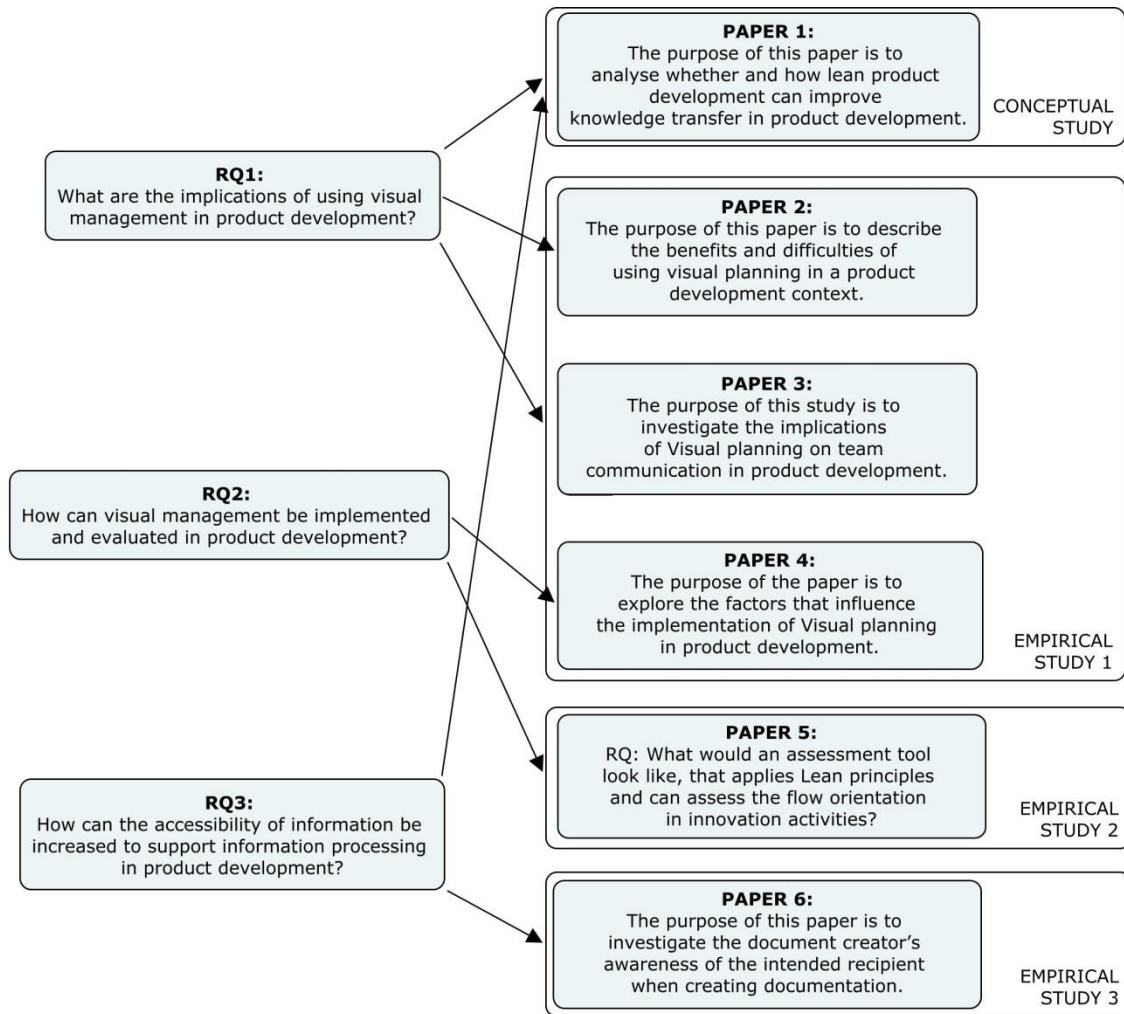 PAPER 1:
The purpose of this paper is to
analyse whether and how lean product
development can improve
knowledge transfer in product development.
CONCEPTUAL
STUDY
RQ1:
What are the implications of using visual
management in product development?
PAPER 2:
The purpose of this paper is to describe
the benefits and difficulties of
using visual planning in a product
development context.
PAPER 3:
The purpose of this study is to
investigate the implications
of Visual planning on team
communication in product development.
RQ2:
How can visual management be implemented
and evaluated in product development?
PAPER 4:
The purpose of the paper is to
explore the factors that influence
the implementation of Visual planning
in product development.
EMPIRICAL
STUDY 1
PAPER 5:
RQ: What would an assessment tool
look like, that applies Lean principles
and can assess the flow orientation
in innovation activities?
EMPIRICAL
STUDY 2
RQ3:
How can the accessibility of information be
increased to support information processing
in product development?
PAPER 6:
The purpose of this paper is to
investigate the document creator’s
awareness of the intended recipient
when creating documentation.
EMPIRICAL
STUDY 3